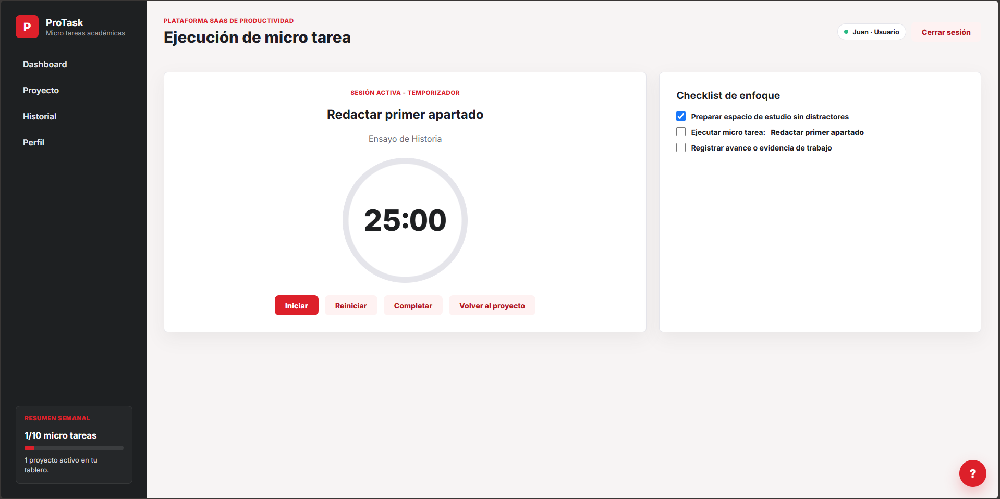 P
ProTask
Micro tareas académicas
Dashboard
Proyecto
Historial
Perfil
RESUMEN SEMANAL
1/10 micro tareas
1 proyecto activo en tu
tablero.
PLATAFORMA SAAS DE PRODUCTIVIDAD
Ejecución de micro tarea
Juan · Usuario
Cerrar sesión
SESIÓN ACTIVA - TEMPORIZADOR
Redactar primer apartado
Ensayo de Historia
25:00
Iniciar
Reiniciar
Completar
Volver al proyecto
Checklist de enfoque
Preparar espacio de estudio sin distractores
Ejecutar micro tarea: Redactar primer apartado
Registrar avance o evidencia de trabajo
?